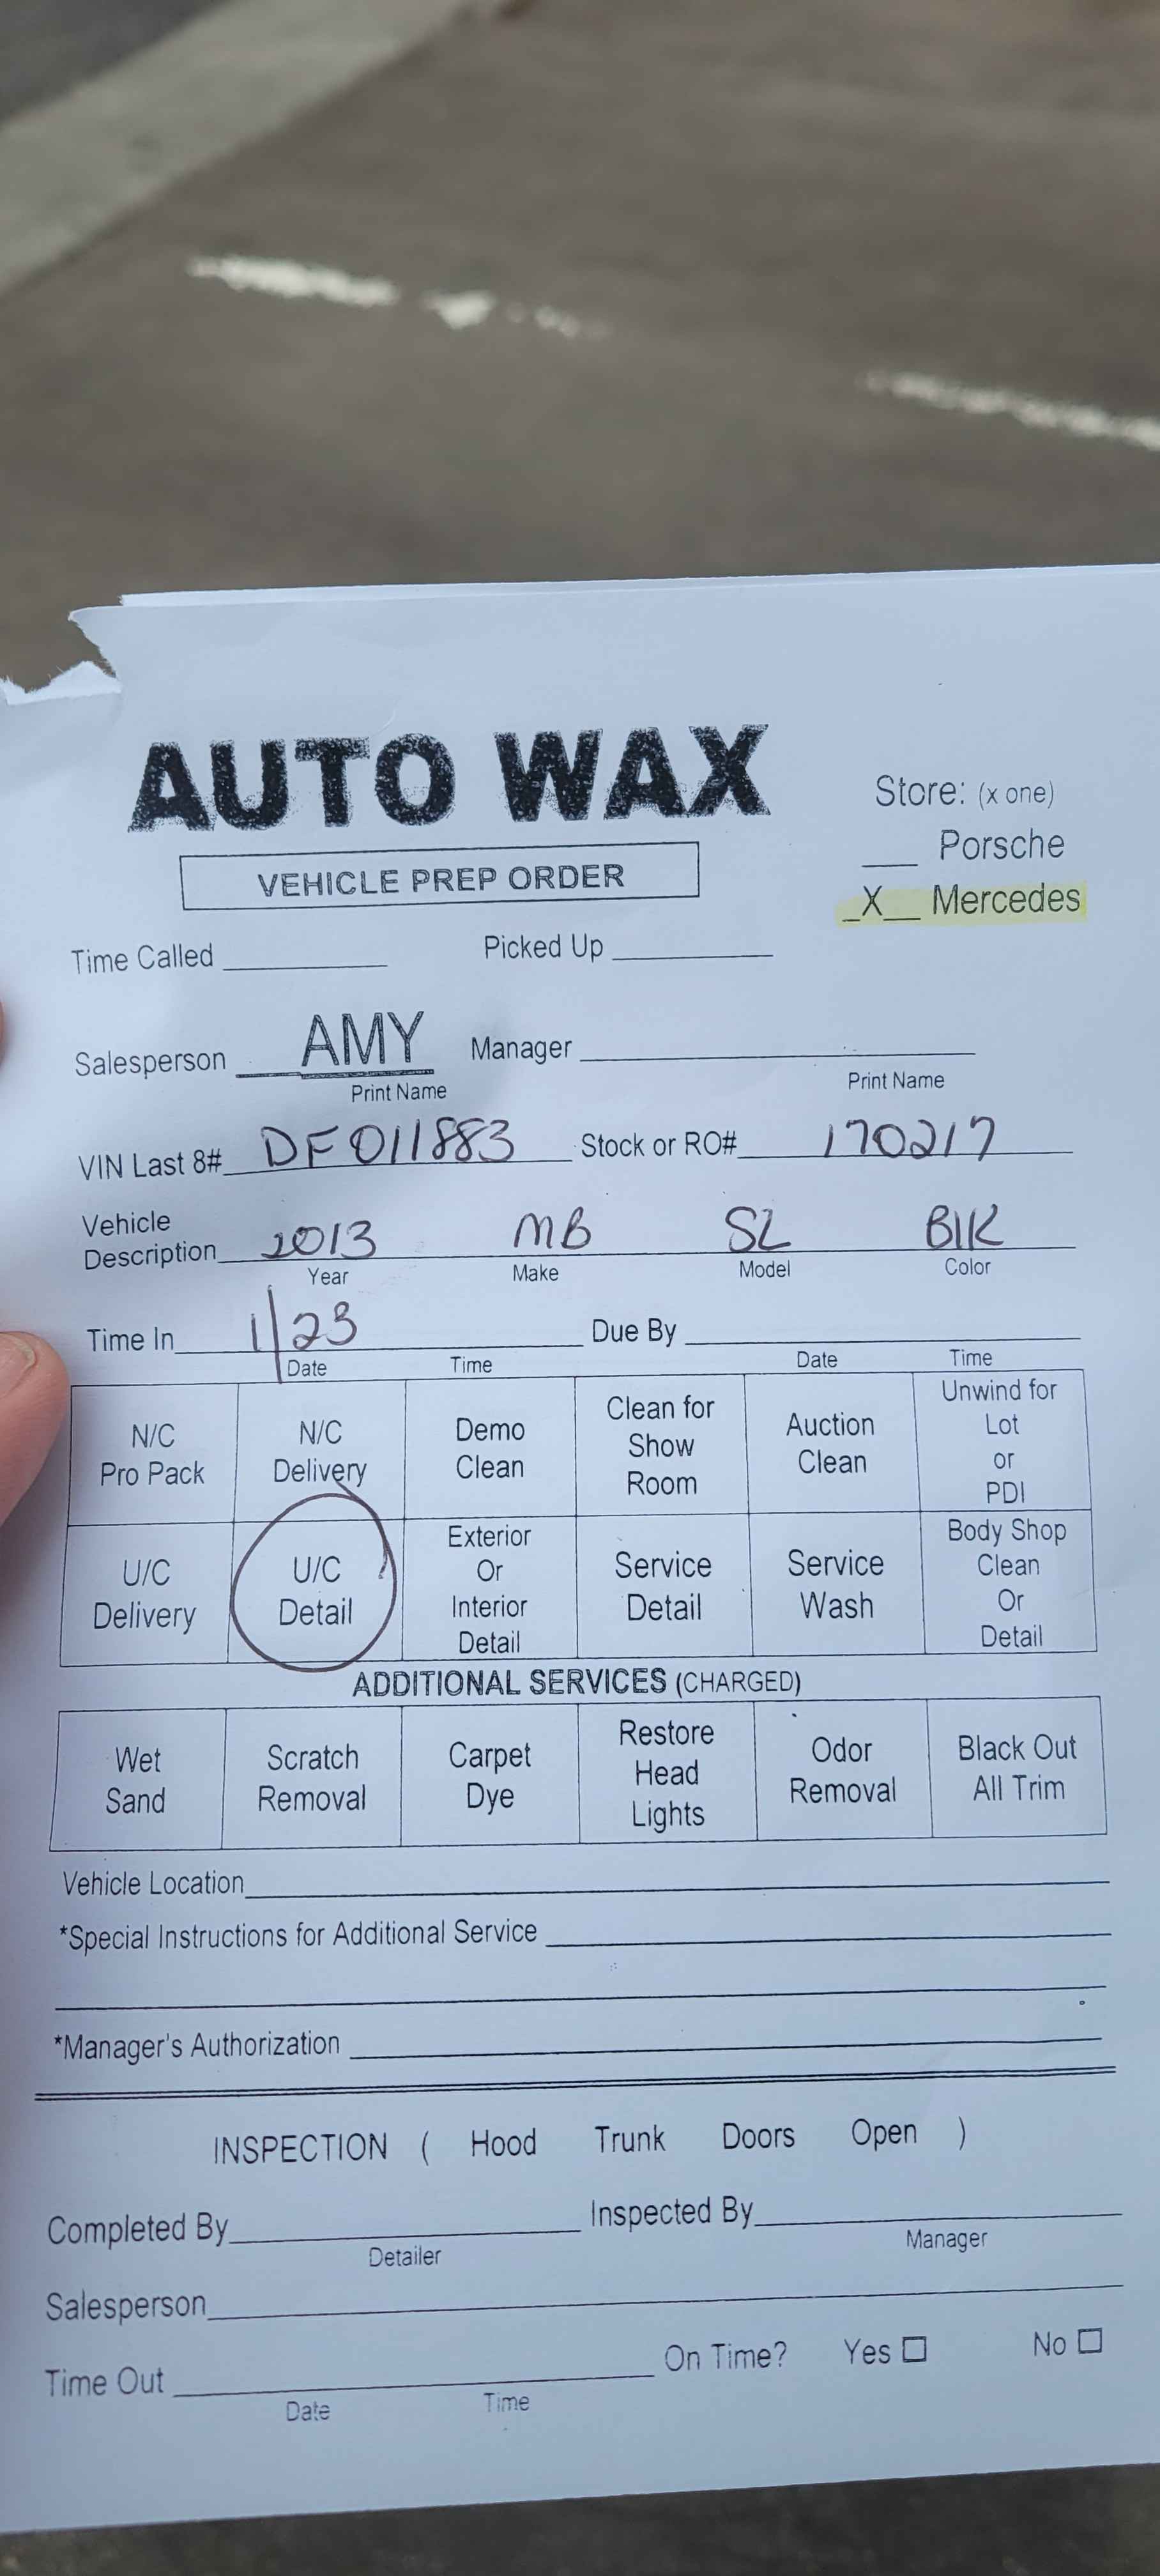 AUTO WAX
VEHICLE PREP ORDER
Store: (x one)
___ Porsche
_X__ Mercedes
Time Called Picked Up
Salesperson AMY Manager
Print Name Print Name
VIN Last 8# DF011883 Stock or RO# 170217
Vehicle
Description 2013 MB SL Blk
Year Make Model Color
Time In 1/23 Due By
Date Time Date Time
N/C Pro Pack N/C Delivery Demo Clean Clean for Show Room Auction Clean Unwind for Lot or PDI
U/C Delivery U/C Detail Exterior Or Interior Detail Service Detail Service Wash Body Shop Clean Or Detail
ADDITIONAL SERVICES (CHARGED)
Wet Sand Scratch Removal Carpet Dye Restore Head Lights Odor Removal Black Out All Trim
Vehicle Location
*Special Instructions for Additional Service
*Manager's Authorization
INSPECTION ( Hood Trunk Doors Open )
Completed By Inspected By
Detailer Manager
Salesperson
Time Out On Time? Yes ☐ No ☐
Date Time